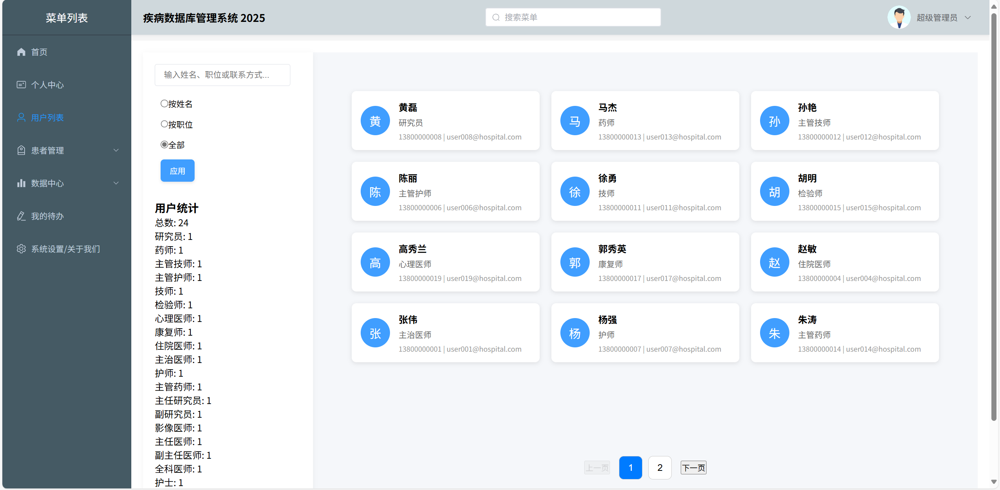 菜单列表
首页
个人中心
用户列表
患者管理
数据中心
我的待办
系统设置/关于我们
疾病数据库管理系统 2025
搜索菜单
超级管理员
输入姓名、职位或联系方式...
按姓名
按职位
全部
应用
用户统计
总数: 24
研究员: 1
药师: 1
主管技师: 1
主管护师: 1
技师: 1
检验师: 1
心理医师: 1
康复师: 1
住院医师: 1
主治医师: 1
护师: 1
主管药师: 1
主任研究员: 1
副研究员: 1
影像医师: 1
主任医师: 1
副主任医师: 1
全科医师: 1
护士: 1
黄
黄磊
研究员
13800000008 | user008@hospital.com
马
马杰
药师
13800000013 | user013@hospital.com
孙
孙艳
主管技师
13800000012 | user012@hospital.com
陈
陈丽
主管护师
13800000006 | user006@hospital.com
徐
徐勇
技师
13800000011 | user011@hospital.com
胡
胡明
检验师
13800000015 | user015@hospital.com
高
高秀兰
心理医师
13800000019 | user019@hospital.com
郭
郭秀英
康复师
13800000017 | user017@hospital.com
赵
赵敏
住院医师
13800000004 | user004@hospital.com
张
张伟
主治医师
13800000001 | user001@hospital.com
杨
杨强
护师
13800000007 | user007@hospital.com
朱
朱涛
主管药师
13800000014 | user014@hospital.com
上一页 1 2 下一页